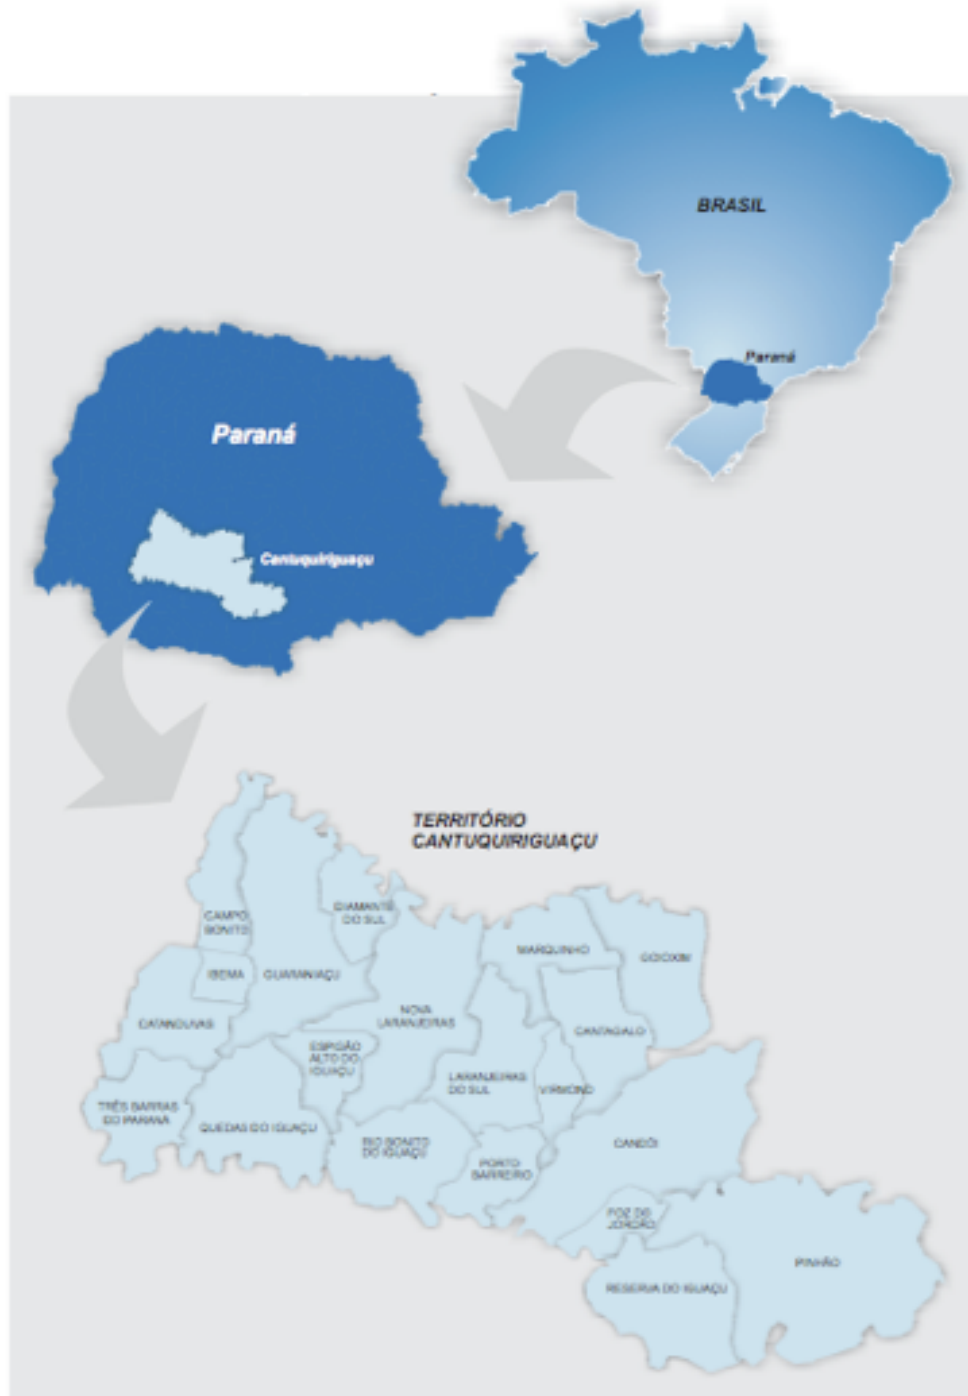 BRASIL
Paraná
Paraná
Cantuquiriguaçu
TERRITÓRIO
CANTUQUIRIGUAÇU
CAMPO
BONITO
DIAMANTE
DO SUL
MARQUINHO
GOIOXIM
IBEMA
GUARANIAÇU
NOVA
LARANJEIRAS
CATANDUVAS
CANTAGALO
ESPIGÃO
ALTO DO
IGUAÇU
LARANJEIRAS
DO SUL
VIRMOND
TRÊS BARRAS
DO PARANÁ
QUEDAS DO IGUAÇU
RIO BONITO
DO IGUAÇU
CANDÓI
PORTO
BARREIRO
FOZ DO
JORDÃO
PINHÃO
RESERVA DO IGUAÇU